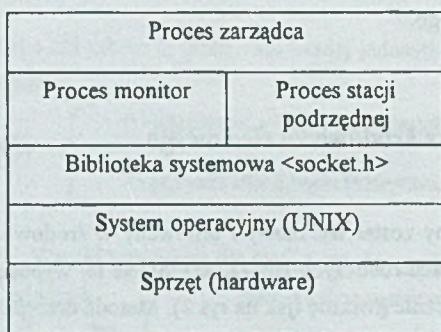 Proces zarządca
Proces monitor
Proces stacji
podrzędnej
Biblioteka systemowa <socket.h>
System operacyjny (UNIX)
Sprzęt (hardware)